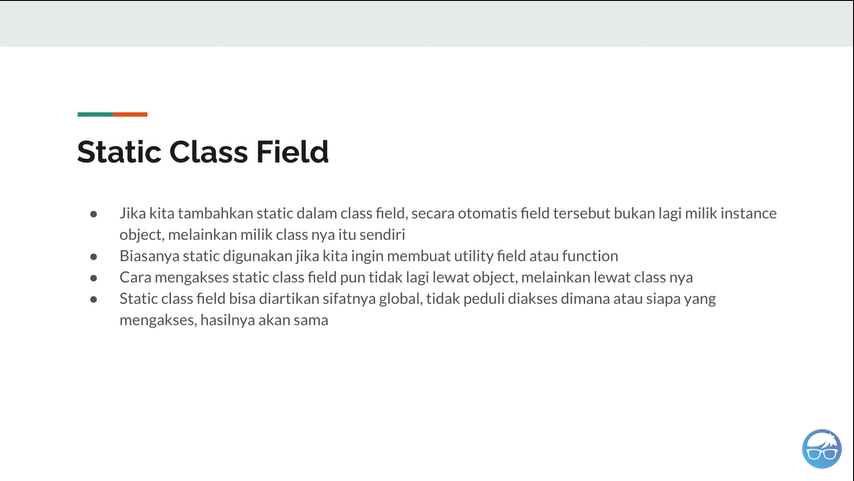 Static Class Field
● Jika kita tambahkan static dalam class field, secara otomatis field tersebut bukan lagi milik instance
object, melainkan milik class nya itu sendiri
● Biasanya static digunakan jika kita ingin membuat utility field atau function
● Cara mengakses static class field pun tidak lagi lewat object, melainkan lewat class nya
● Static class field bisa diartikan sifatnya global, tidak peduli diakses dimana atau siapa yang
mengakses, hasilnya akan sama